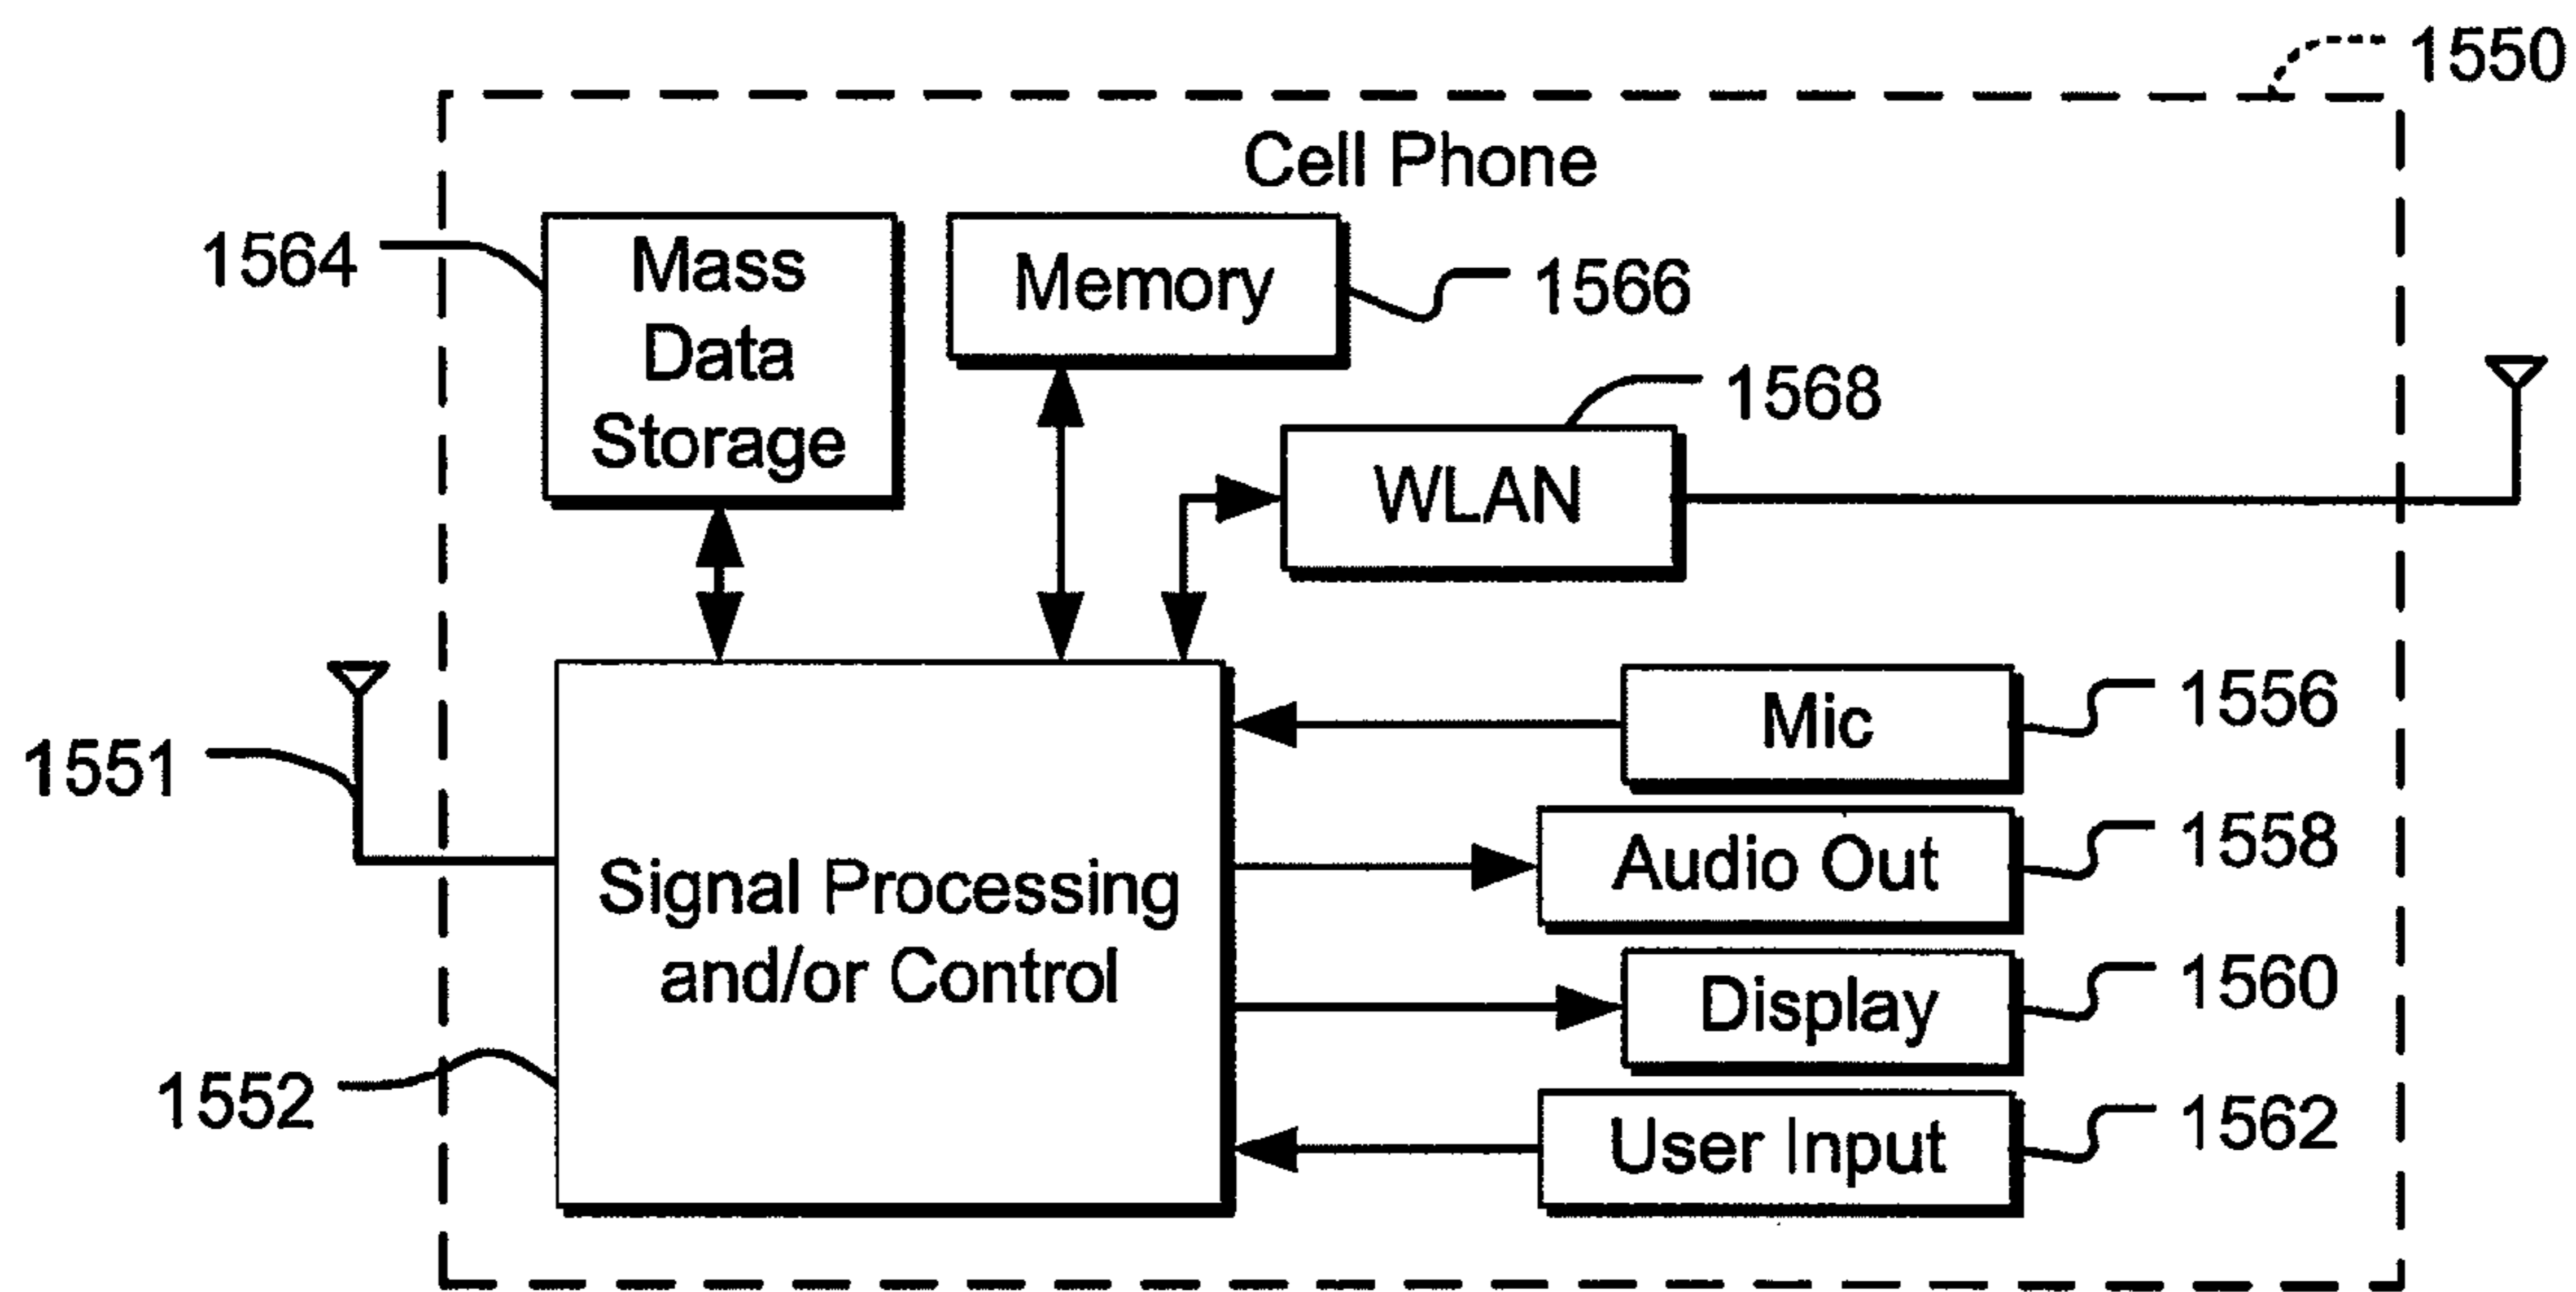 1550
Cell Phone
1564
Mass
Data
Storage
Memory
1566
1568
WLAN
1551
1552
Signal Processing
and/or Control
Mic
1556
Audio Out
1558
Display
1560
User Input
1562